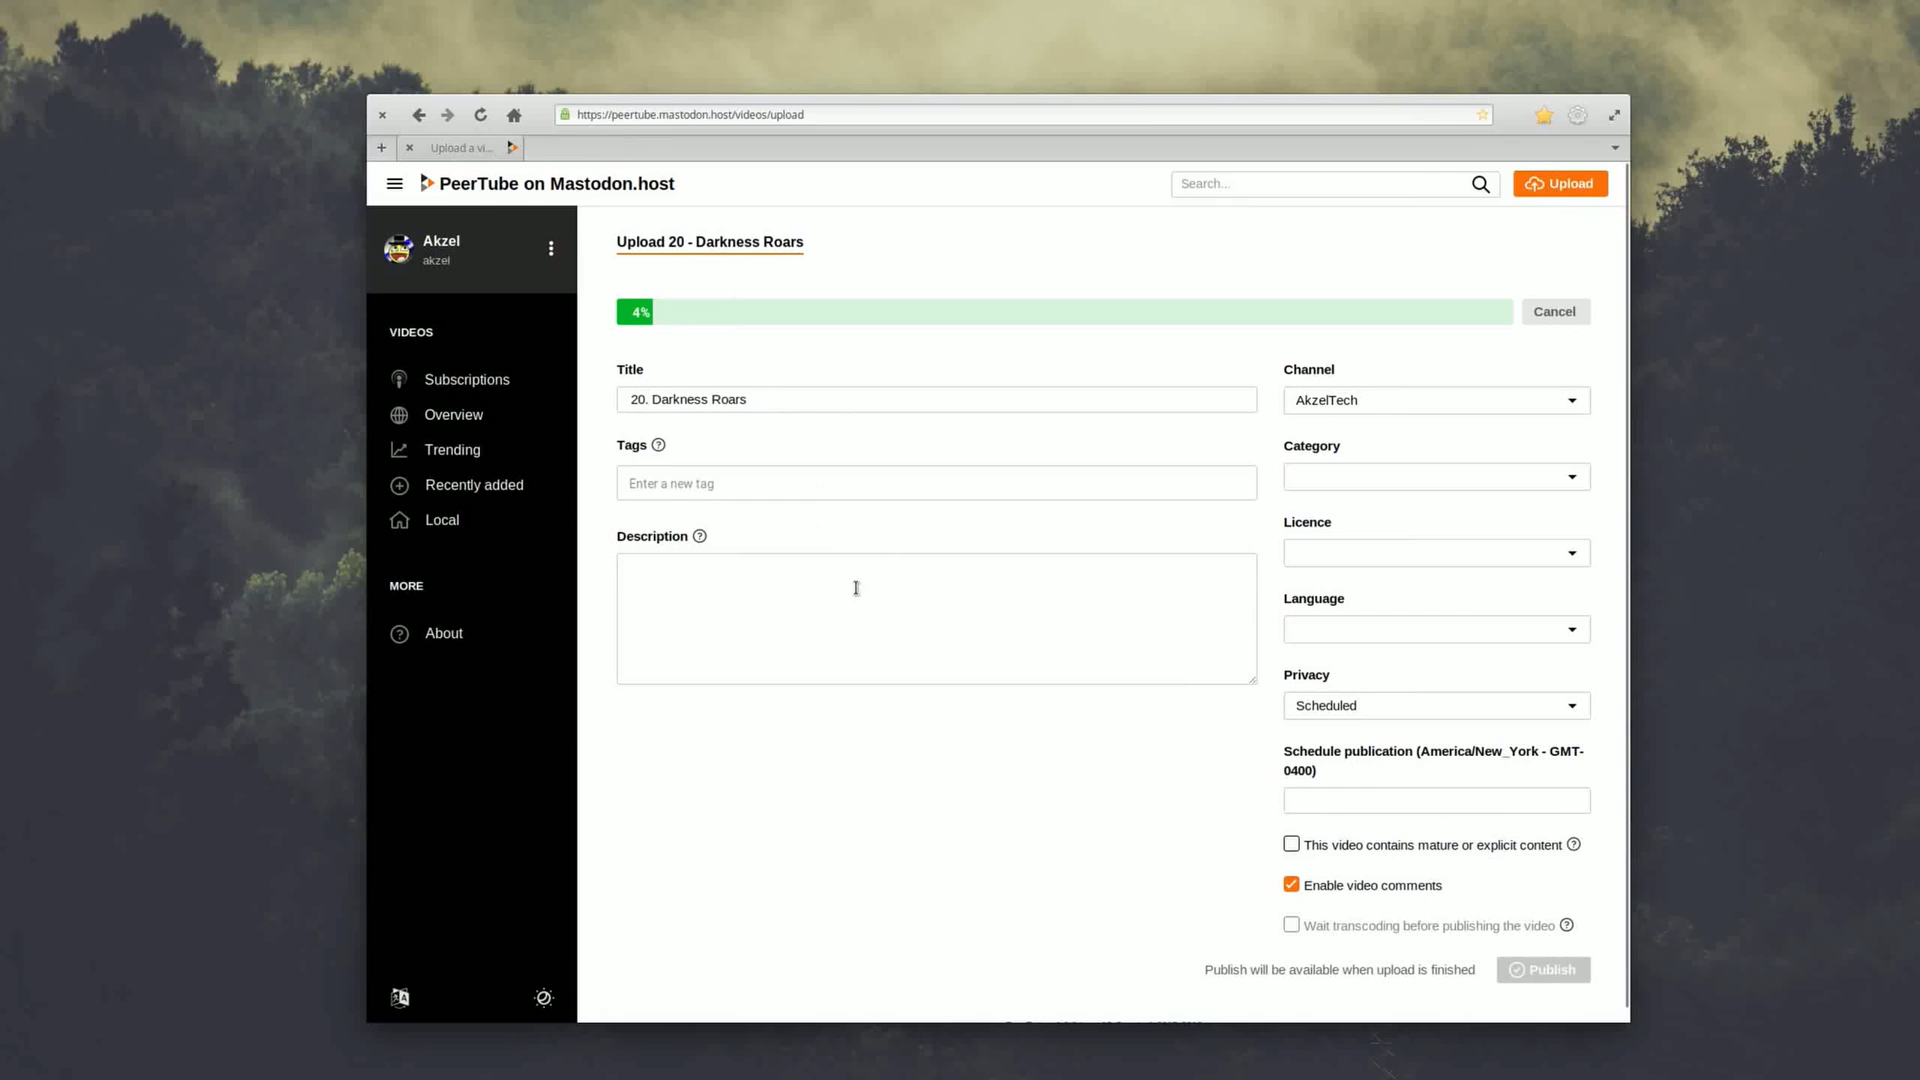 https://peertube.mastodon.host/videos/upload
Upload a vi...
PeerTube on Mastodon.host
Search...
Upload
Akzel
akzel
VIDEOS
Subscriptions
Overview
Trending
Recently added
Local
MORE
About
Upload 20 - Darkness Roars
4%
Cancel
Title
20. Darkness Roars
Tags
Enter a new tag
Description
Channel
AkzelTech
Category
Licence
Language
Privacy
Scheduled
Schedule publication (America/New_York - GMT-
0400)
This video contains mature or explicit content
Enable video comments
Wait transcoding before publishing the video
Publish will be available when upload is finished
Publish